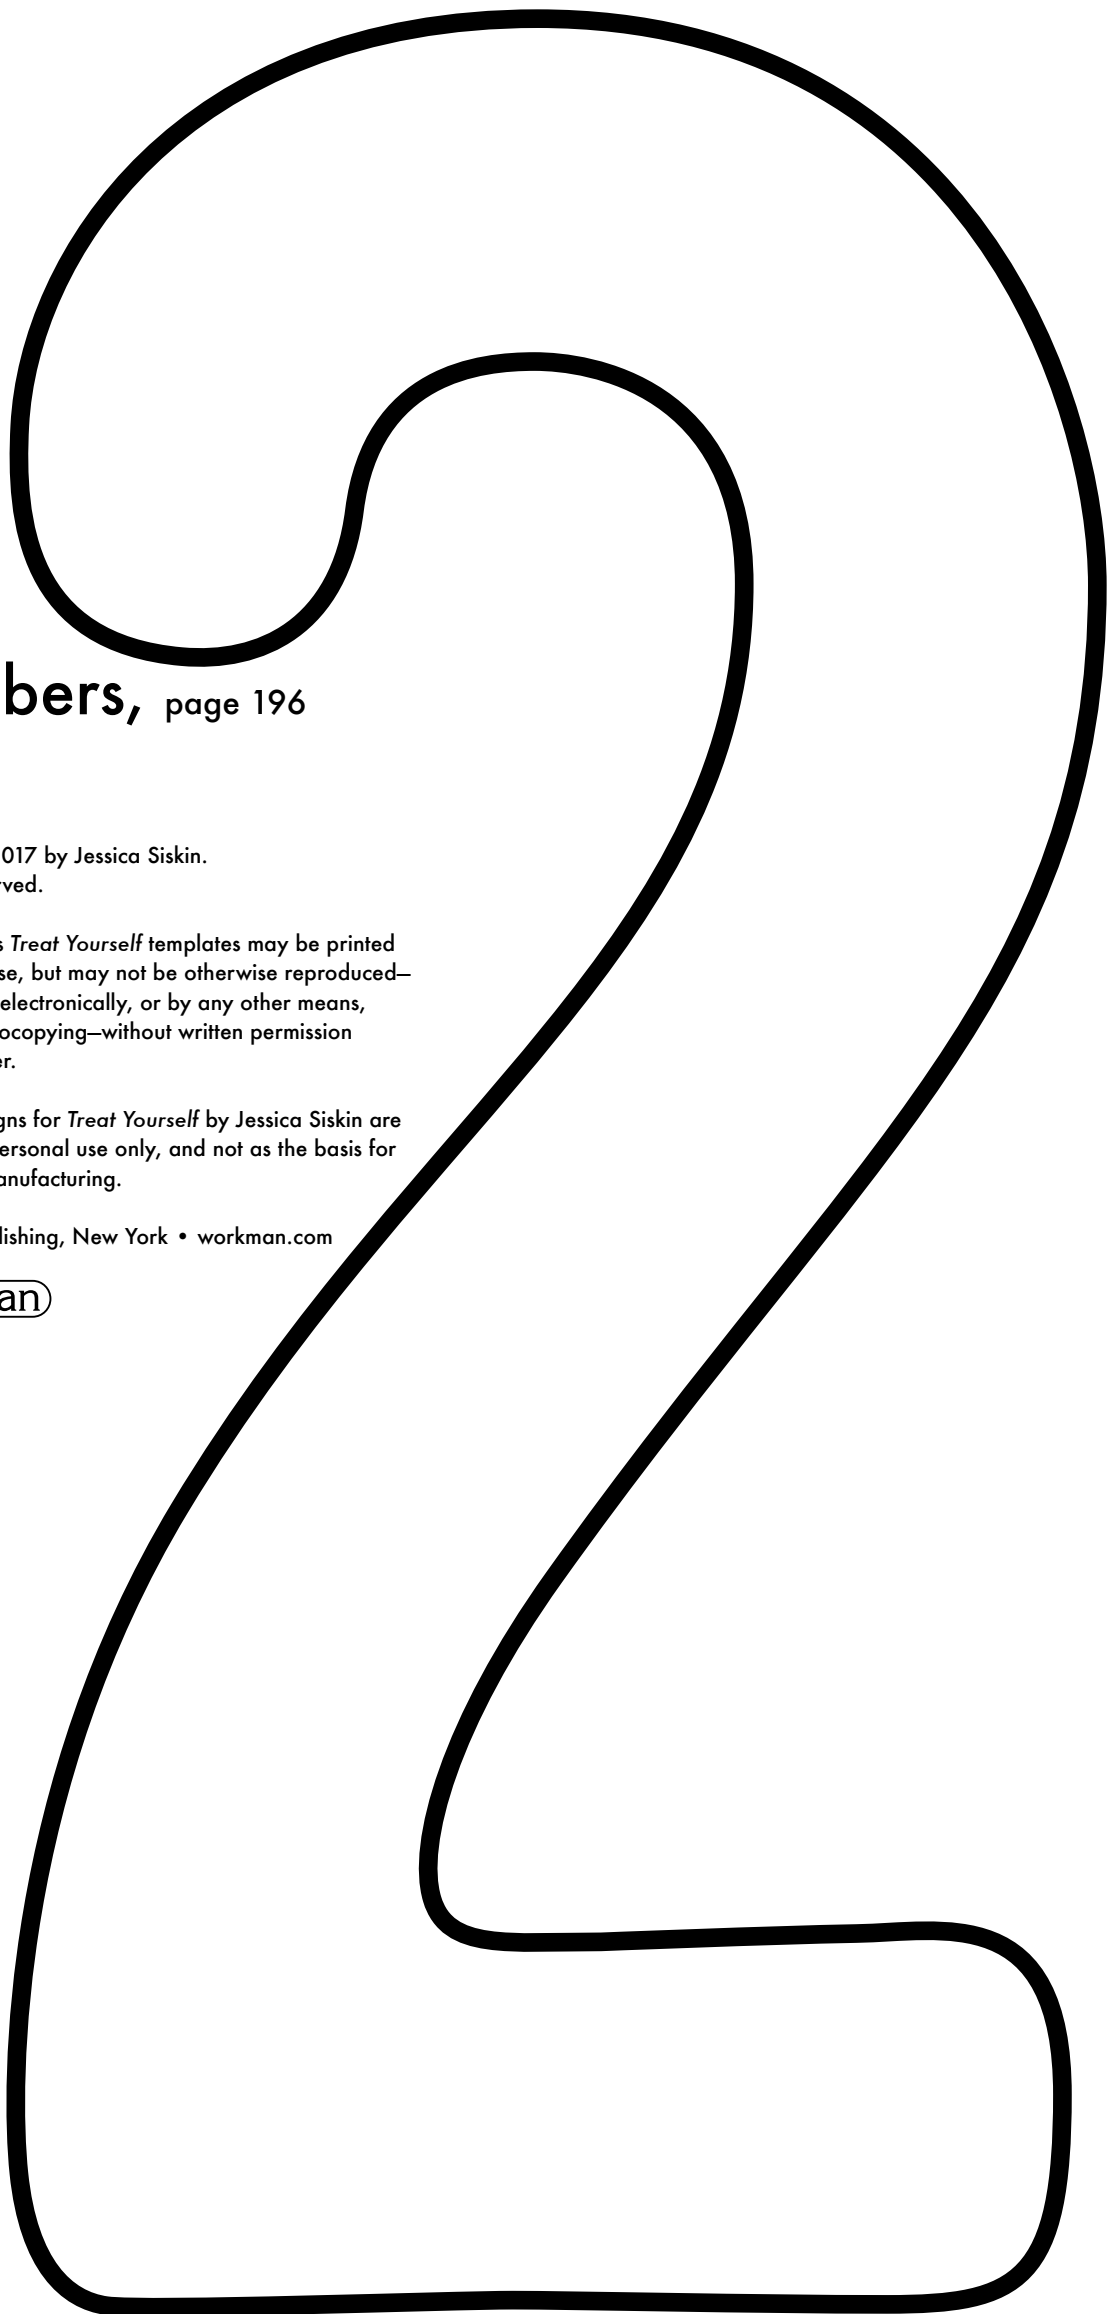 2
bers, page 196
017 by Jessica Siskin.
ved.
s Treat Yourself templates may be printed
se, but may not be otherwise reproduced—
electronically, or by any other means,
ocopying—without written permission
er.
gns for Treat Yourself by Jessica Siskin are
ersonal use only, and not as the basis for
anufacturing.
lishing, New York • workman.com
an